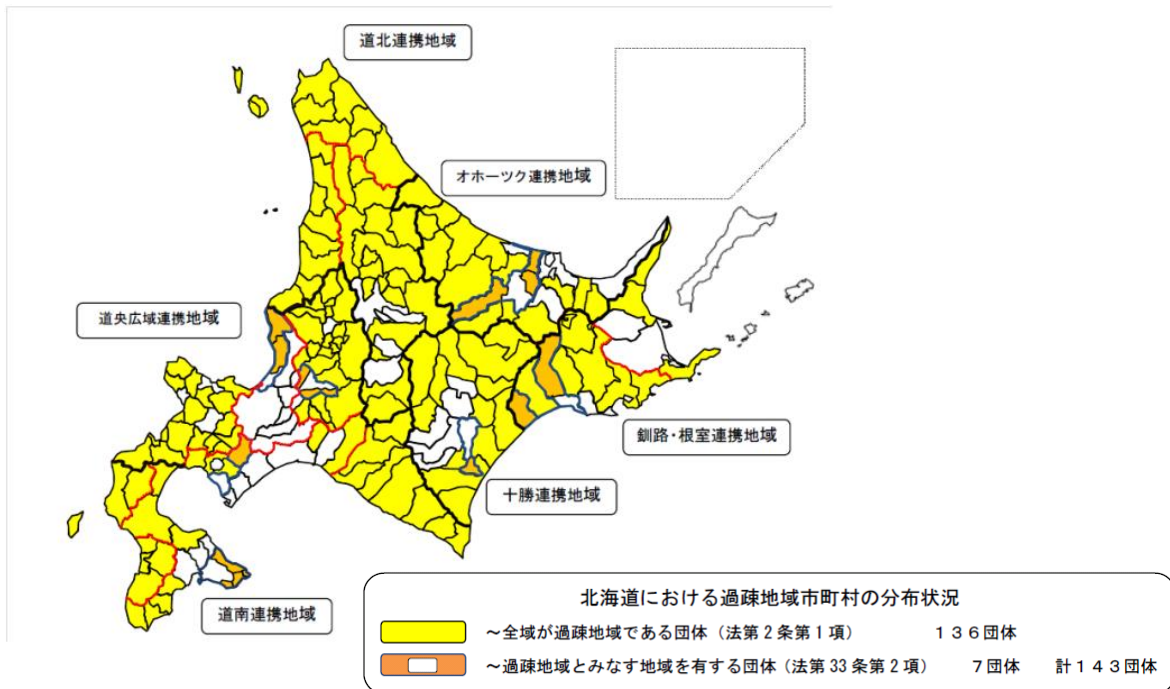 道北連携地域
オホーツク連携地域
道央広域連携地域
釧路・根室連携地域
十勝連携地域
道南連携地域
北海道における過疎地域市町村の分布状況
～全域が過疎地域である団体（法第２条第１項） １３６団体
～過疎地域とみなす地域を有する団体（法第33条第２項） ７団体 計１４３団体